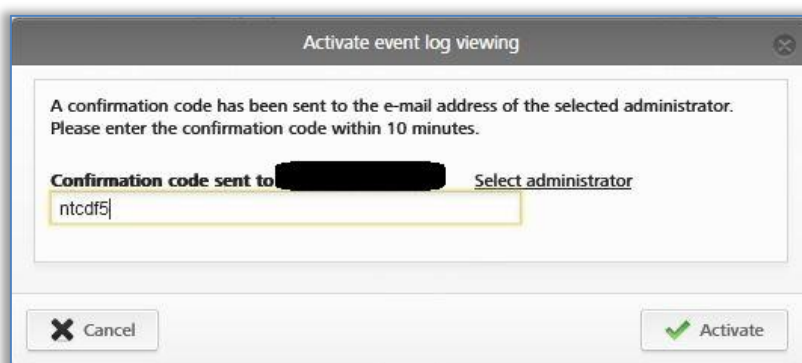 Activate event log viewing
A confirmation code has been sent to the e-mail address of the selected administrator.
Please enter the confirmation code within 10 minutes.
Confirmation code sent to Select administrator
ntcdf5
Cancel Activate